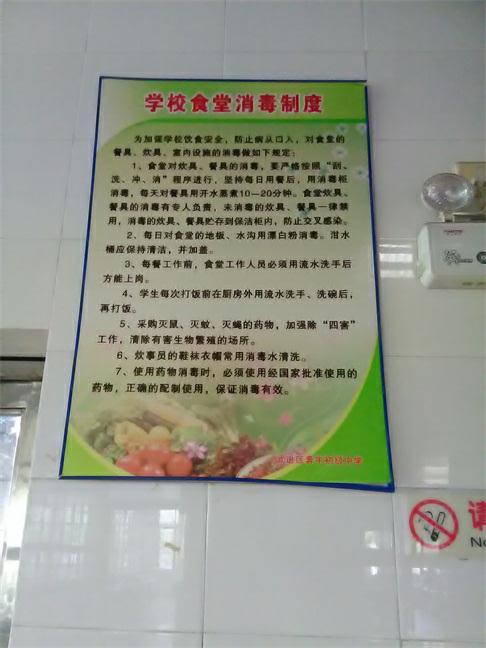 学校食堂消毒制度
为加强学校饮食安全，防止病从口入，对食堂的
餐具、炊具、室内设施的消毒做如下规定：
1、食堂对炊具、餐具的消毒，要严格按照“刮、
洗、冲、消”程序进行，坚持每日用餐后，用消毒柜
消毒，每天对餐具用开水蒸煮10—20分钟。食堂炊具、
餐具的消毒有专人负责，未消毒的炊具、餐具一律禁
用，消毒的炊具、餐具贮存到保洁柜内，防止交叉感染。
2、每日对食堂的地板、水沟用漂白粉消毒。泔水
桶应保持清洁，并加盖。
3、每餐工作前，食堂工作人员必须用流水洗手后
方能上岗。
4、学生每次打饭前在厨房外用流水洗手、洗碗后，
再打饭。
5、采购灭鼠、灭蚊、灭蝇的药物，加强除“四害”
工作，清除有害生物繁殖的场所。
6、炊事员的鞋袜衣帽常用消毒水清洗。
7、使用药物消毒时，必须使用经国家批准使用的
药物，正确的配制使用，保证消毒有效。
初级中学
请
No